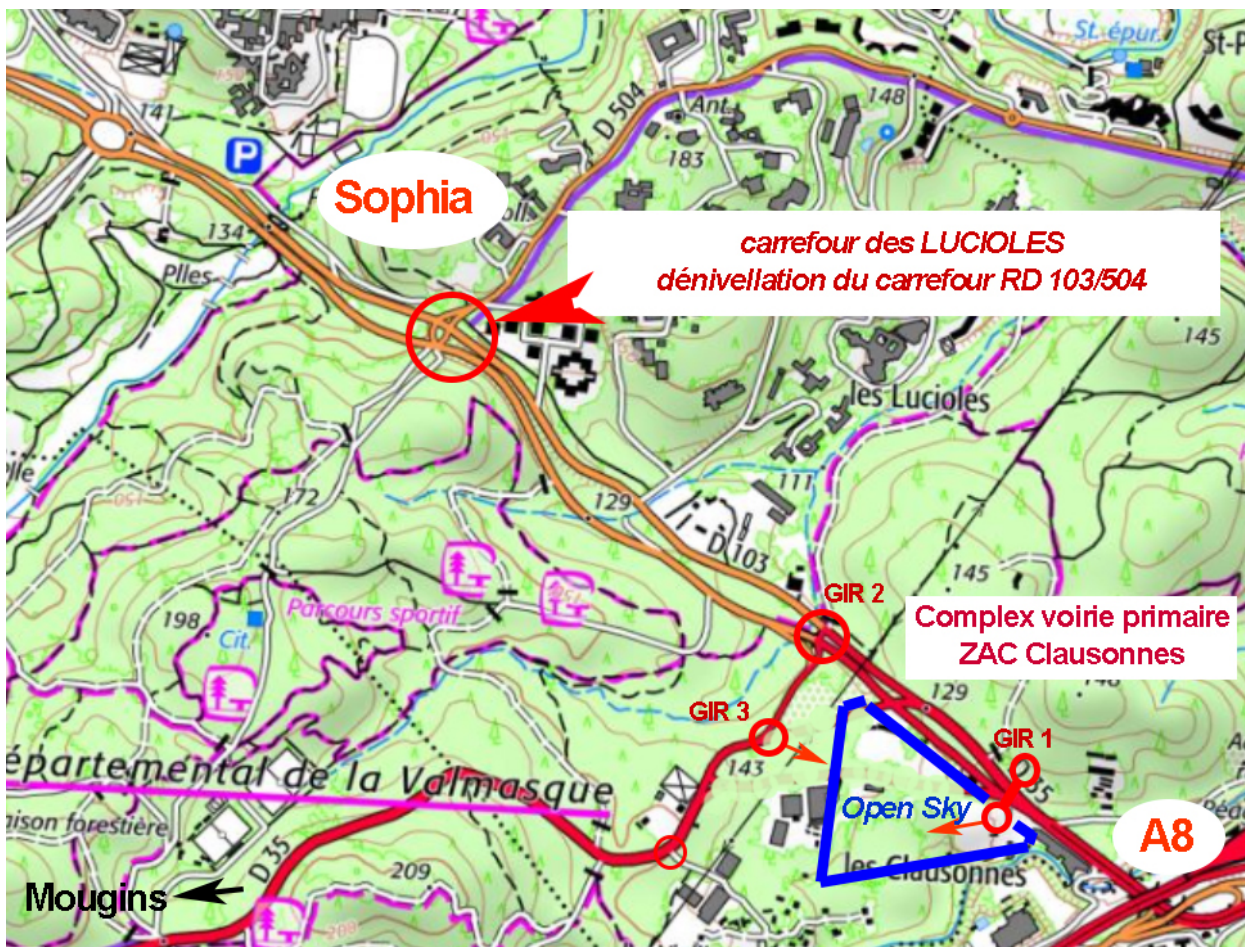 St. épur.
St-P
141
D 504
Ant.
148
183
P
Sophia
134
Plles
carrefour des LUCIOLES
dénivellation du carrefour RD 103/504
145
les Lucioles
172
129
111
D 103
GIR 2
145
Complex voirie primaire
ZAC Clausonnes
Parcours sportif
198
Cit.
129
GIR 3
GIR 1
143
épartemental de la Valmasque
Open Sky
A8
aison forestière
D 35
209
les Clausonnes
Mougins